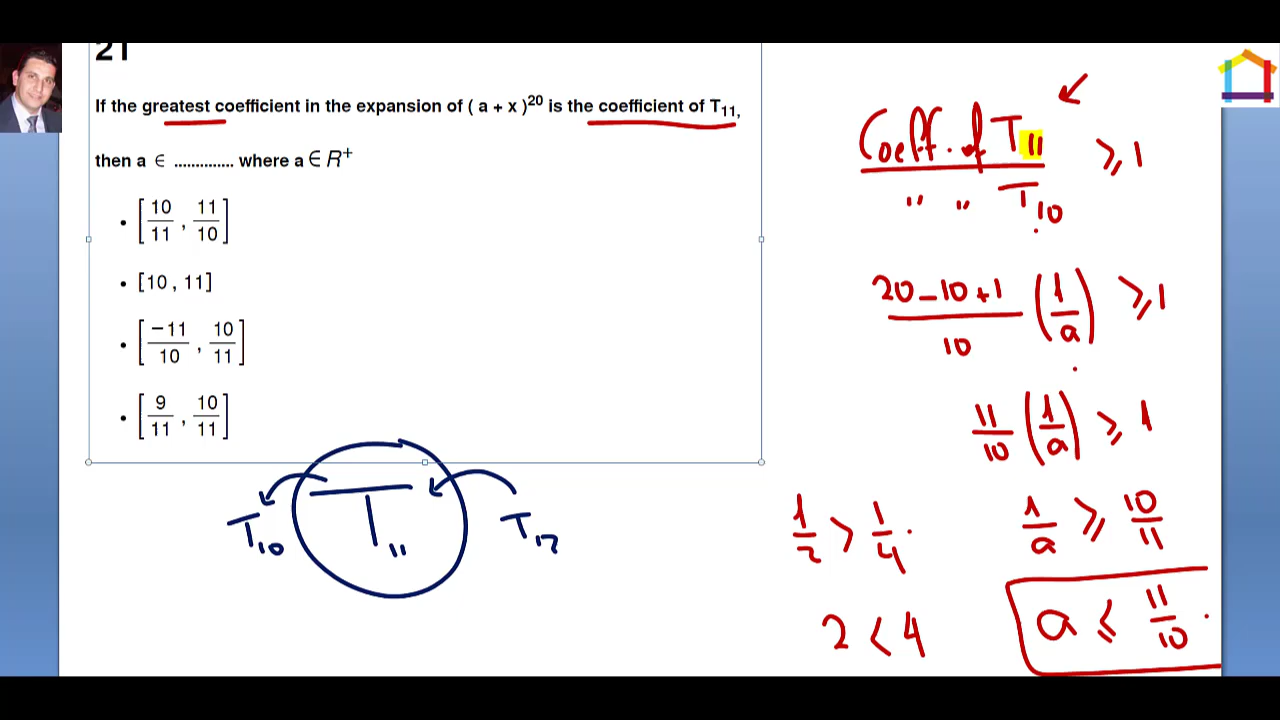 21
If the greatest coefficient in the expansion of ( a + x )^20 is the coefficient of T11,
then a ∈ .............. where a ∈ R+
• [10/11 , 11/10]
• [10 , 11]
• [−11/10 , 10/11]
• [9/11 , 10/11]
T10 T11 T12
Coeff. of T11 / " " T10 ⩾ 1
20 − 10 + 1 / 10 (1/a) ⩾ 1
11/10 (1/a) ⩾ 1
1/2 > 1/4
1/a ⩾ 10/11
2 < 4
a ⩽ 11/10